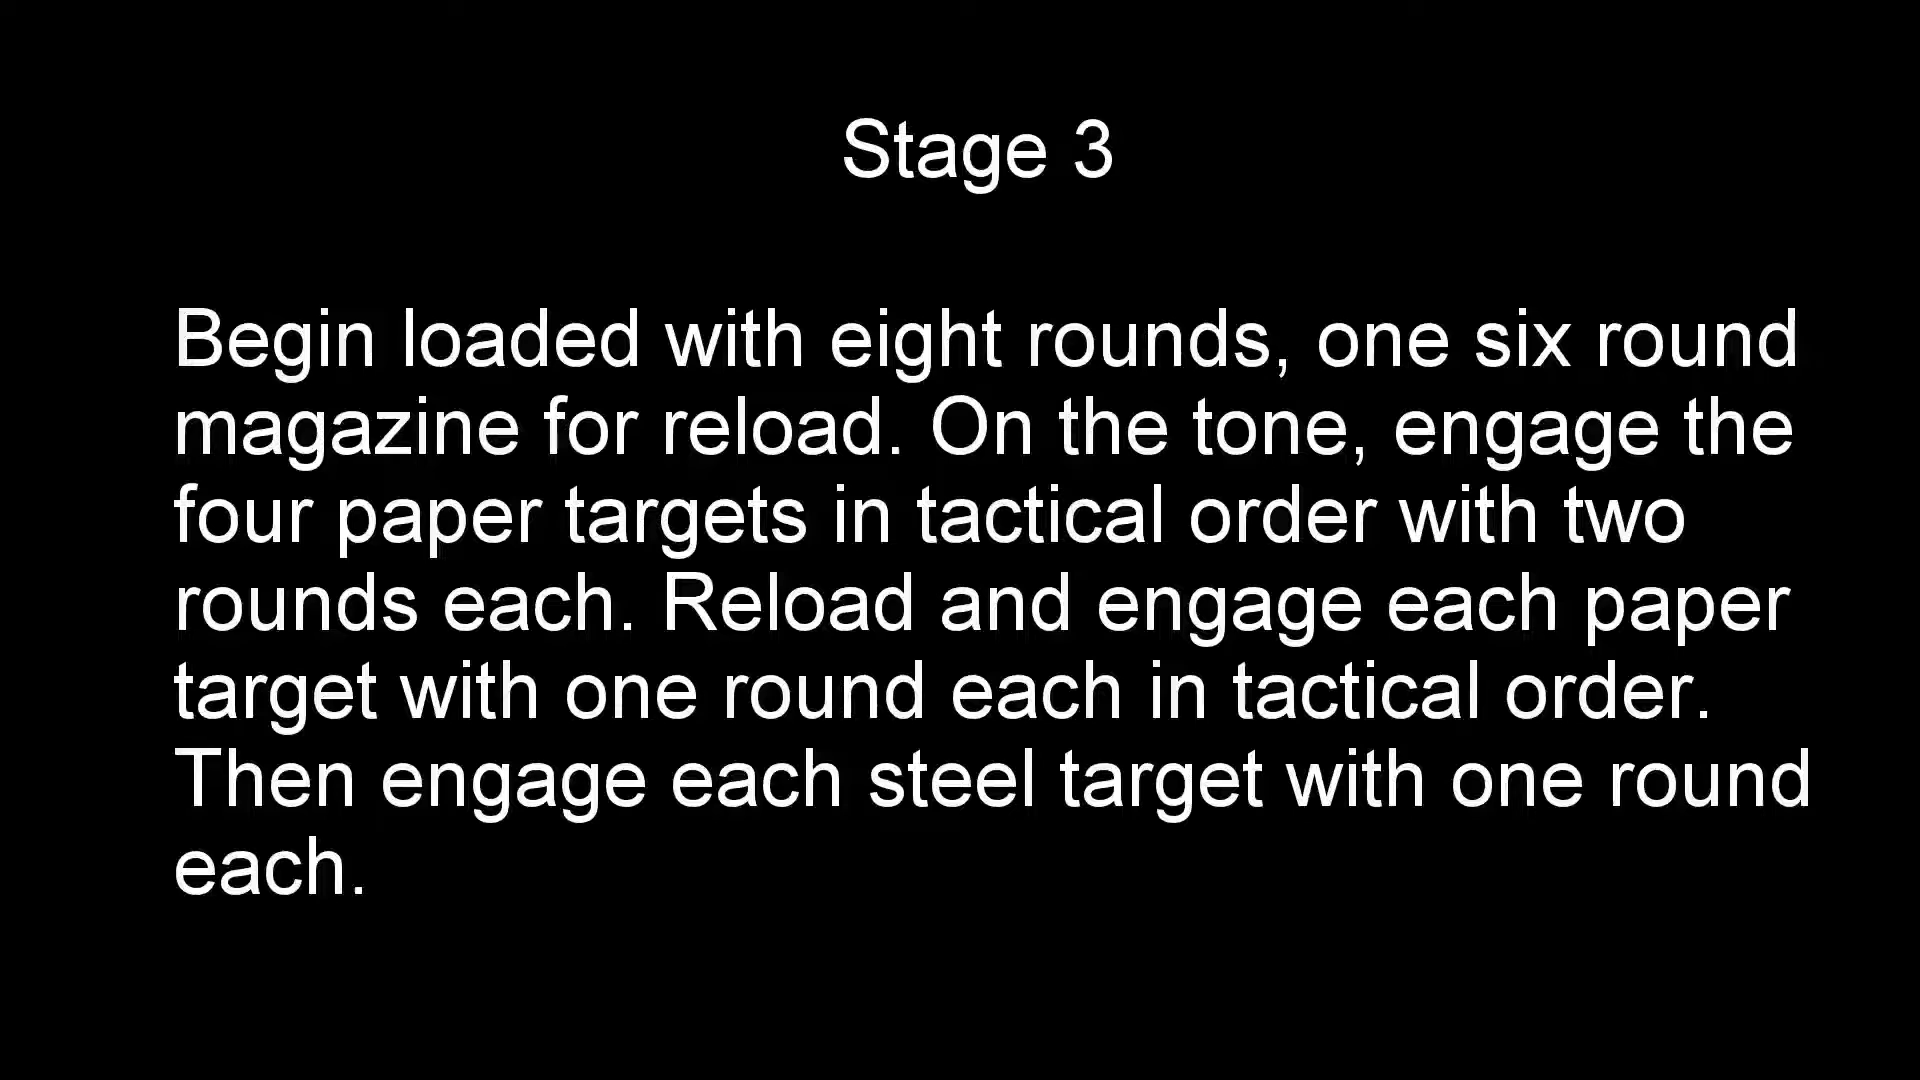 Stage 3
Begin loaded with eight rounds, one six round
magazine for reload. On the tone, engage the
four paper targets in tactical order with two
rounds each. Reload and engage each paper
target with one round each in tactical order.
Then engage each steel target with one round
each.